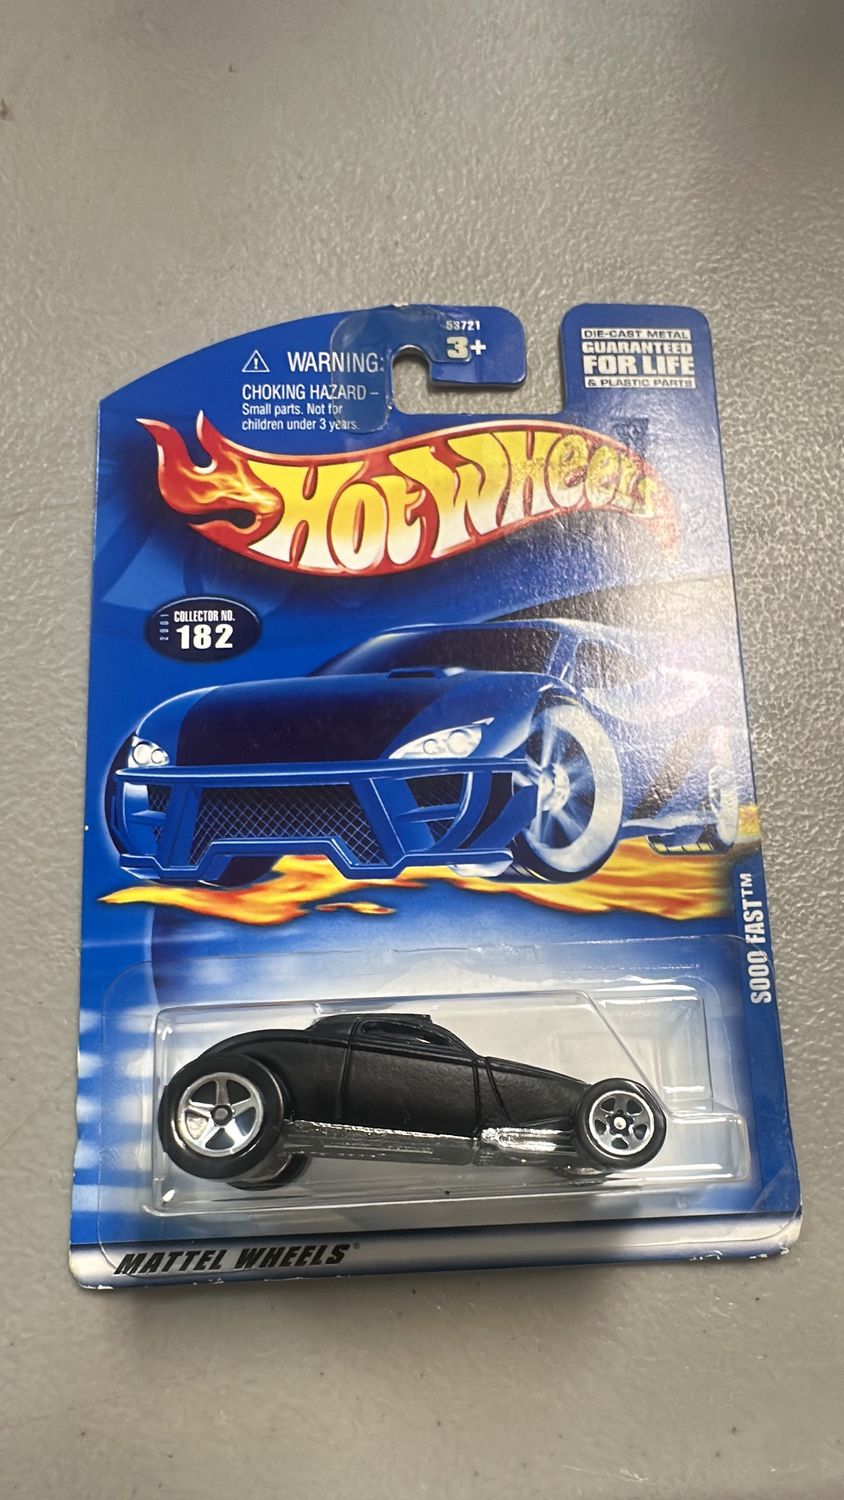 53721
3+
⚠ WARNING:
CHOKING HAZARD –
Small parts. Not for
children under 3 years.
DIE-CAST METAL
GUARANTEED
FOR LIFE
& PLASTIC PARTS
HOT WHEELS
2001
COLLECTOR NO.
182
SOOO FAST™
MATTEL WHEELS®